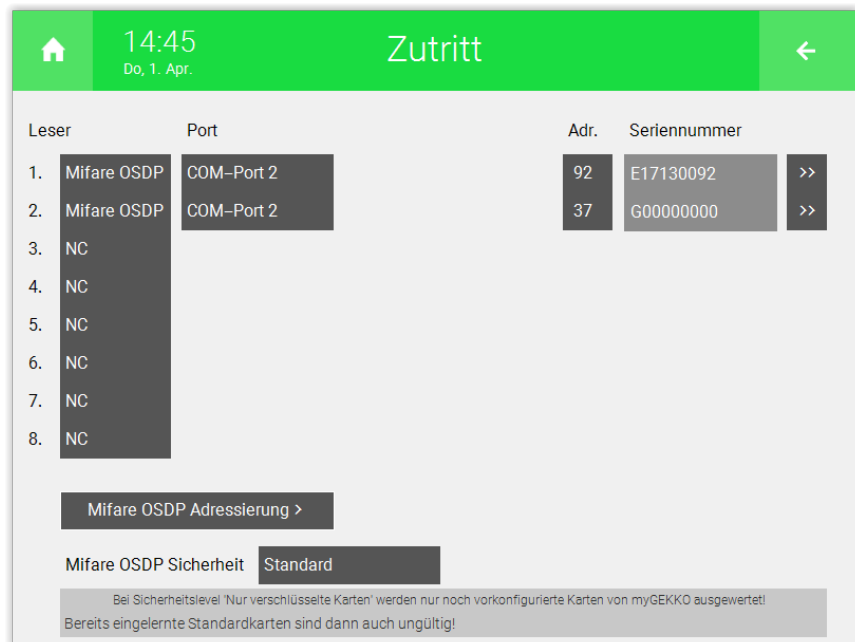 14:45
Do, 1. Apr.
Zutritt
Leser Port Adr. Seriennummer
1. Mifare OSDP COM-Port 2 92 E17130092 >>
2. Mifare OSDP COM-Port 2 37 G00000000 >>
3. NC
4. NC
5. NC
6. NC
7. NC
8. NC
Mifare OSDP Adressierung >
Mifare OSDP Sicherheit Standard
Bei Sicherheitslevel 'Nur verschlüsselte Karten' werden nur noch vorkonfigurierte Karten von myGEKKO ausgewertet!
Bereits eingelernte Standardkarten sind dann auch ungültig!